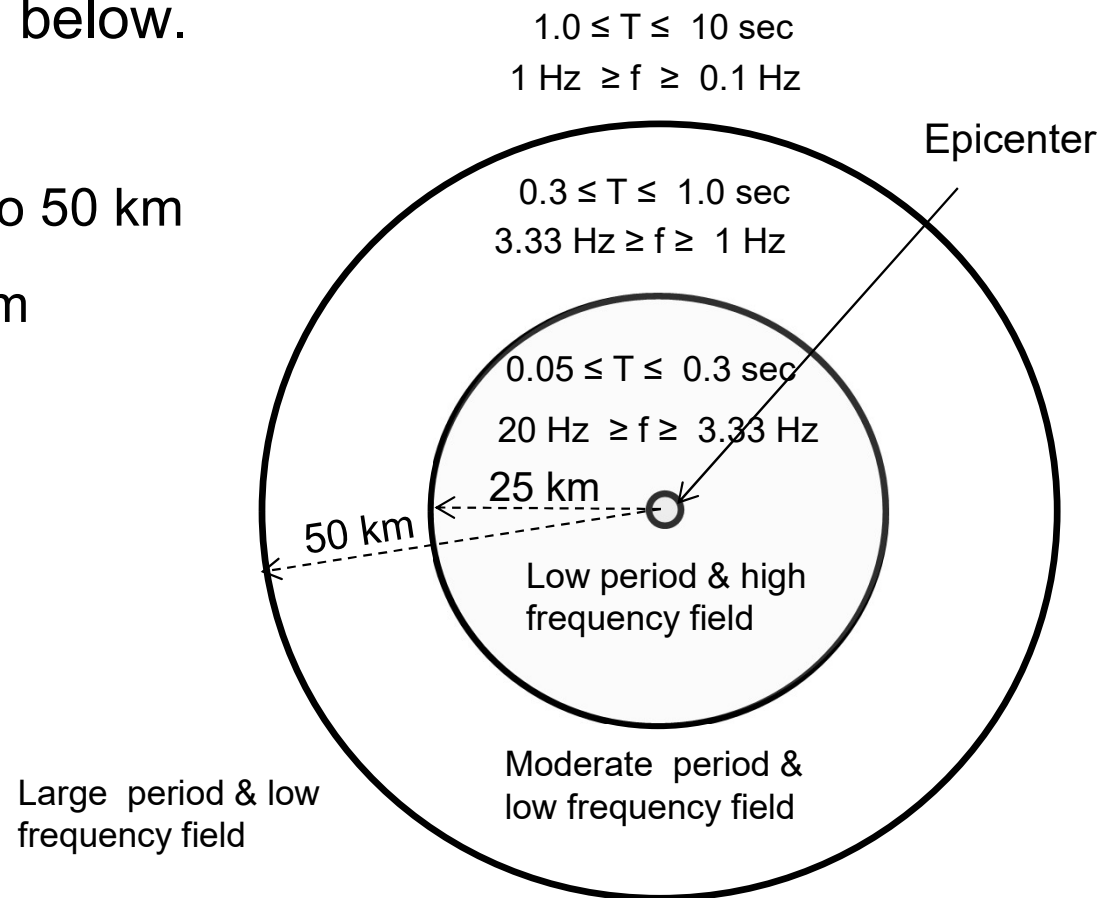 below.
1.0 ≤ T ≤ 10 sec
1 Hz ≥ f ≥ 0.1 Hz
Epicenter
o 50 km
0.3 ≤ T ≤ 1.0 sec
3.33 Hz ≥ f ≥ 1 Hz
m
0.05 ≤ T ≤ 0.3 sec
20 Hz ≥ f ≥ 3.33 Hz
25 km
50 km
Low period & high
frequency field
Moderate period &
low frequency field
Large period & low
frequency field